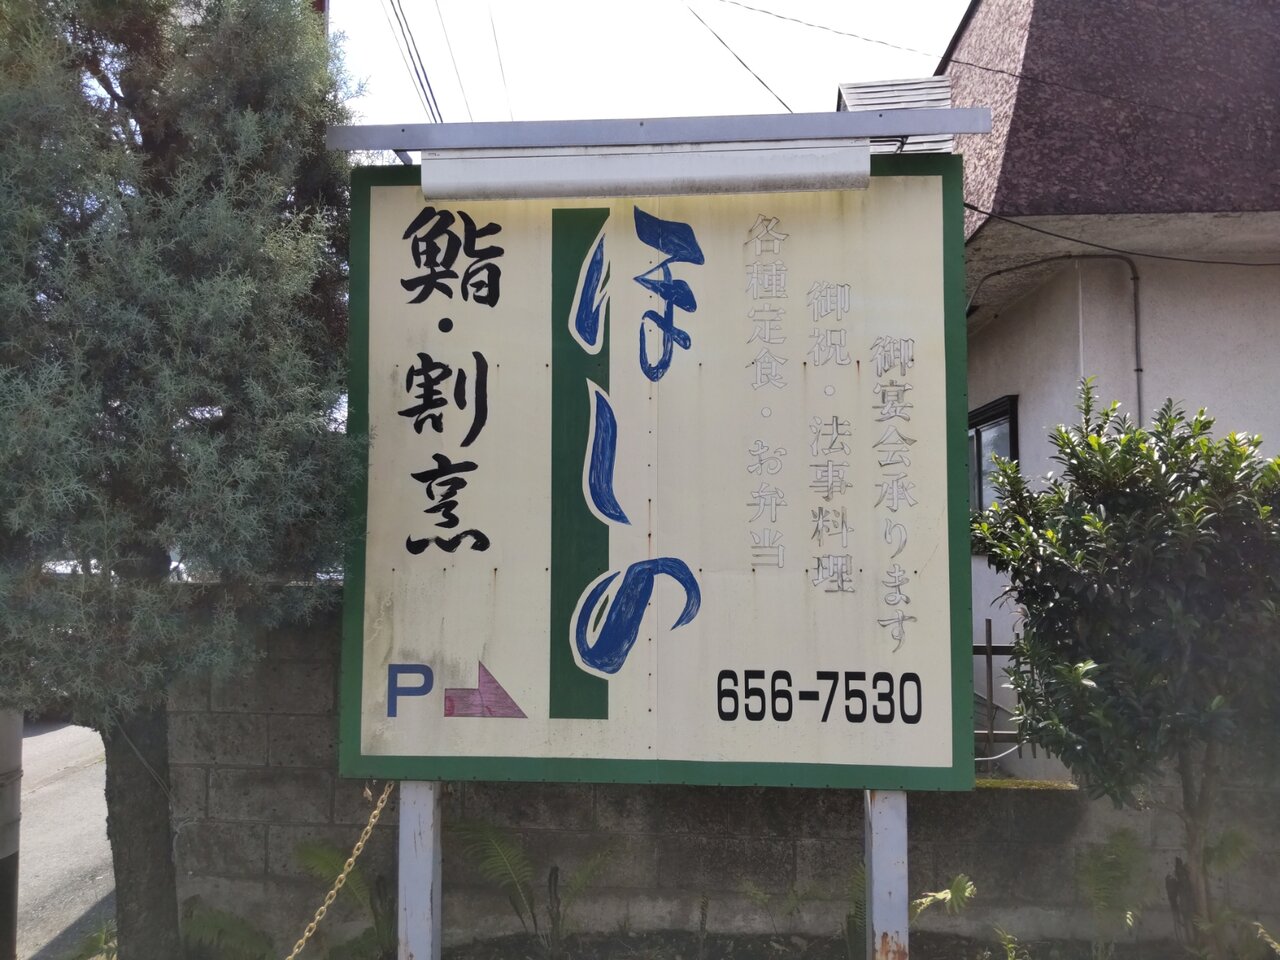 鮨・割烹
ほしの
各種定食・お弁当
御祝・法事料理
御宴会承ります
P
656-7530